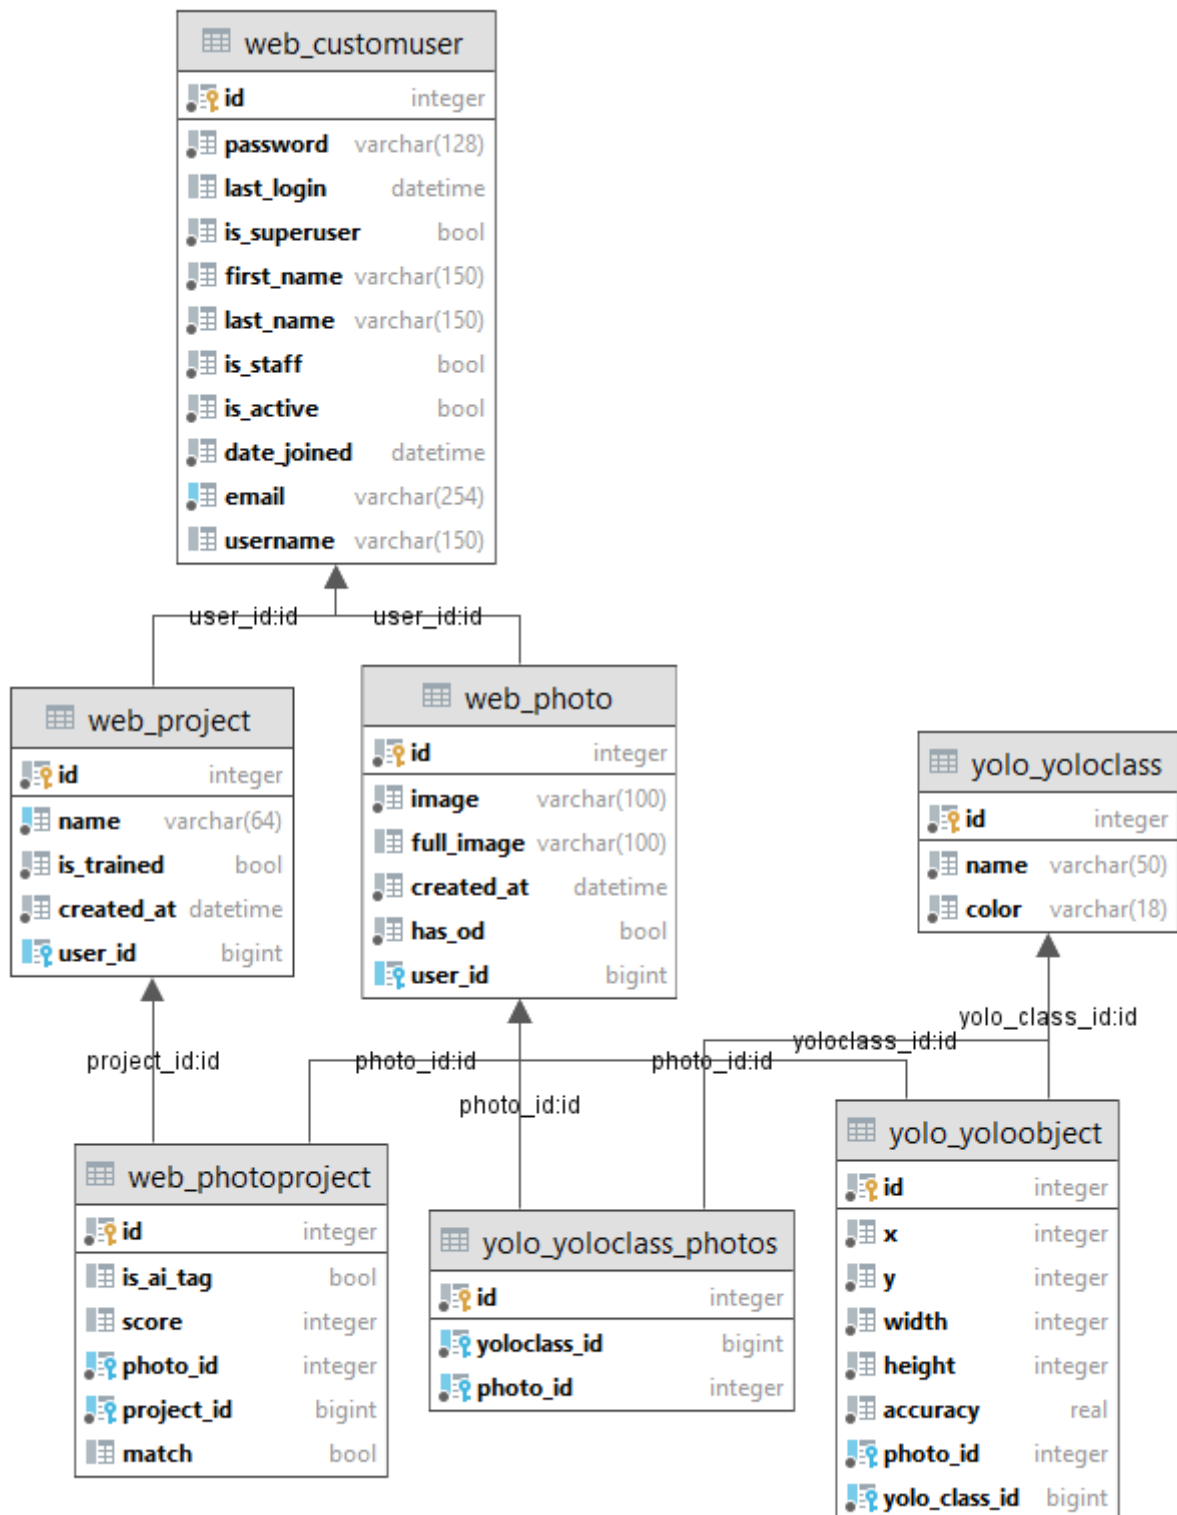 web_customuser
id integer
password varchar(128)
last_login datetime
is_superuser bool
first_name varchar(150)
last_name varchar(150)
is_staff bool
is_active bool
date_joined datetime
email varchar(254)
username varchar(150)
user_id:id
user_id:id
web_project
id integer
name varchar(64)
is_trained bool
created_at datetime
user_id bigint
web_photo
id integer
image varchar(100)
full_image varchar(100)
created_at datetime
has_od bool
user_id bigint
yolo_yoloclass
id integer
name varchar(50)
color varchar(18)
yolo_class_id:id
yoloclass_id:id
project_id:id
photo_id:id
photo_id:id
photo_id:id
web_photoproject
id integer
is_ai_tag bool
score integer
photo_id integer
project_id bigint
match bool
yolo_yoloclass_photos
id integer
yoloclass_id bigint
photo_id integer
yolo_yoloobject
id integer
x integer
y integer
width integer
height integer
accuracy real
photo_id integer
yolo_class_id bigint